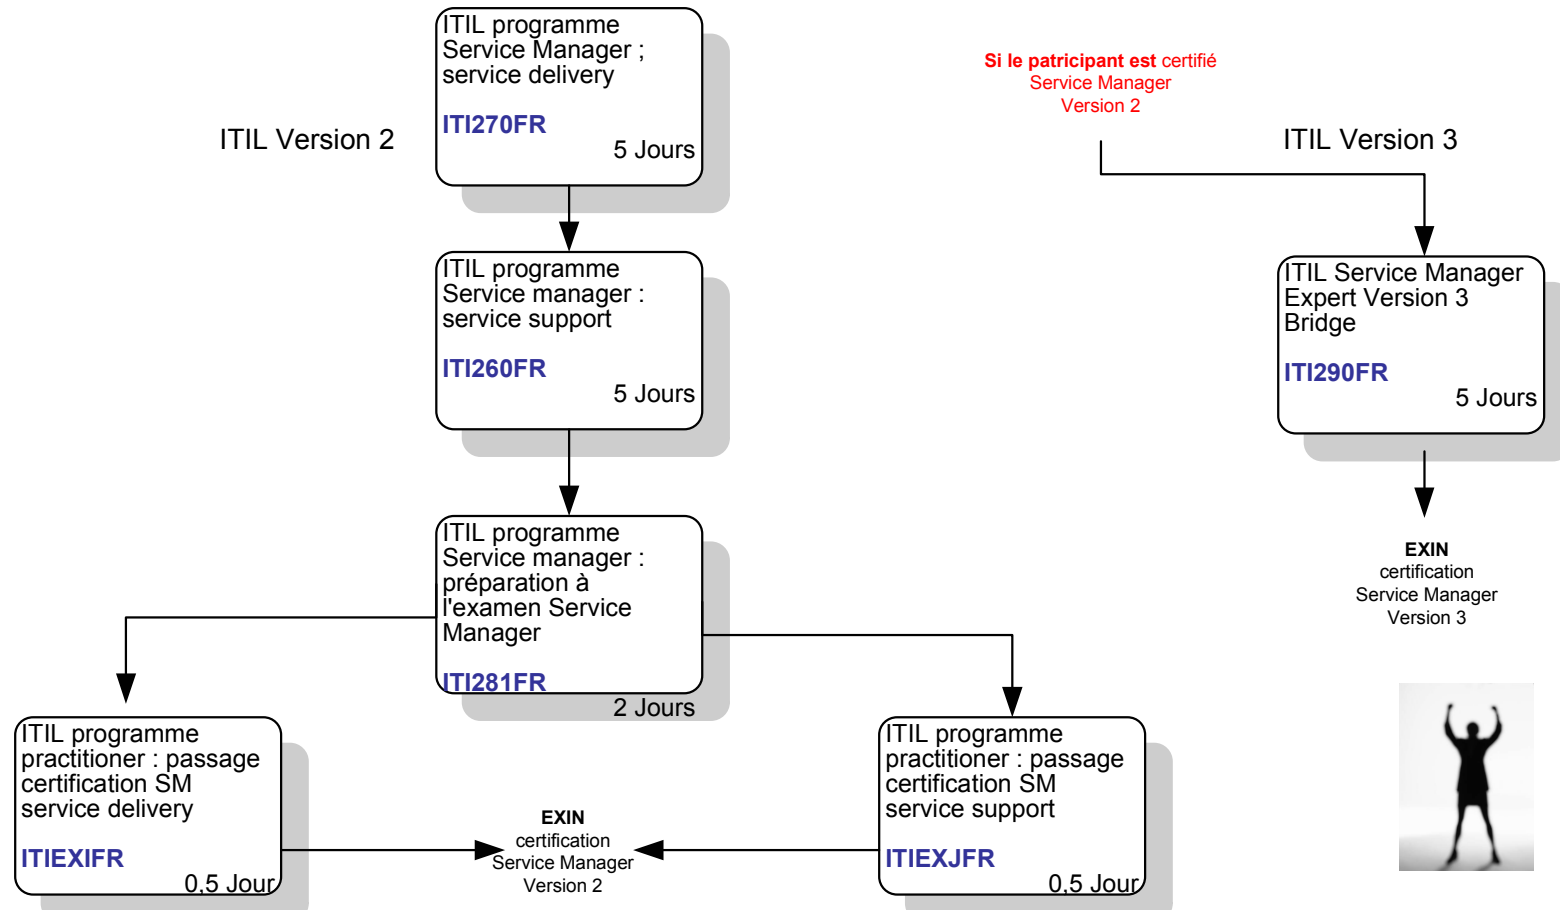 ITIL programme
Service Manager ;
service delivery
ITI270FR
5 Jours
ITIL Version 2
Si le patricipant est certifié
Service Manager
Version 2
ITIL Version 3
ITIL programme
Service manager :
service support
ITI260FR
5 Jours
ITIL Service Manager
Expert Version 3
Bridge
ITI290FR
5 Jours
ITIL programme
Service manager :
préparation à
l'examen Service
Manager
ITI281FR
2 Jours
EXIN
certification
Service Manager
Version 3
ITIL programme
practitioner : passage
certification SM
service delivery
ITIEXIFR
0,5 Jour
EXIN
certification
Service Manager
Version 2
ITIL programme
practitioner : passage
certification SM
service support
ITIEXJFR
0,5 Jour